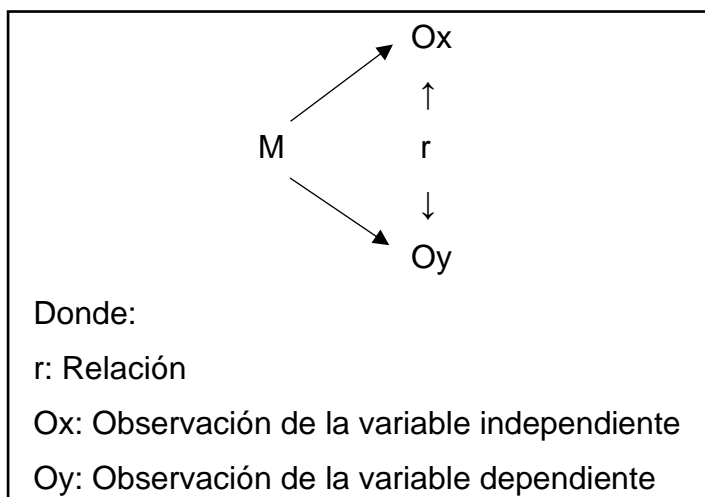 Ox
↑
M r
↓
Oy
Donde:
r: Relación
Ox: Observación de la variable independiente
Oy: Observación de la variable dependiente